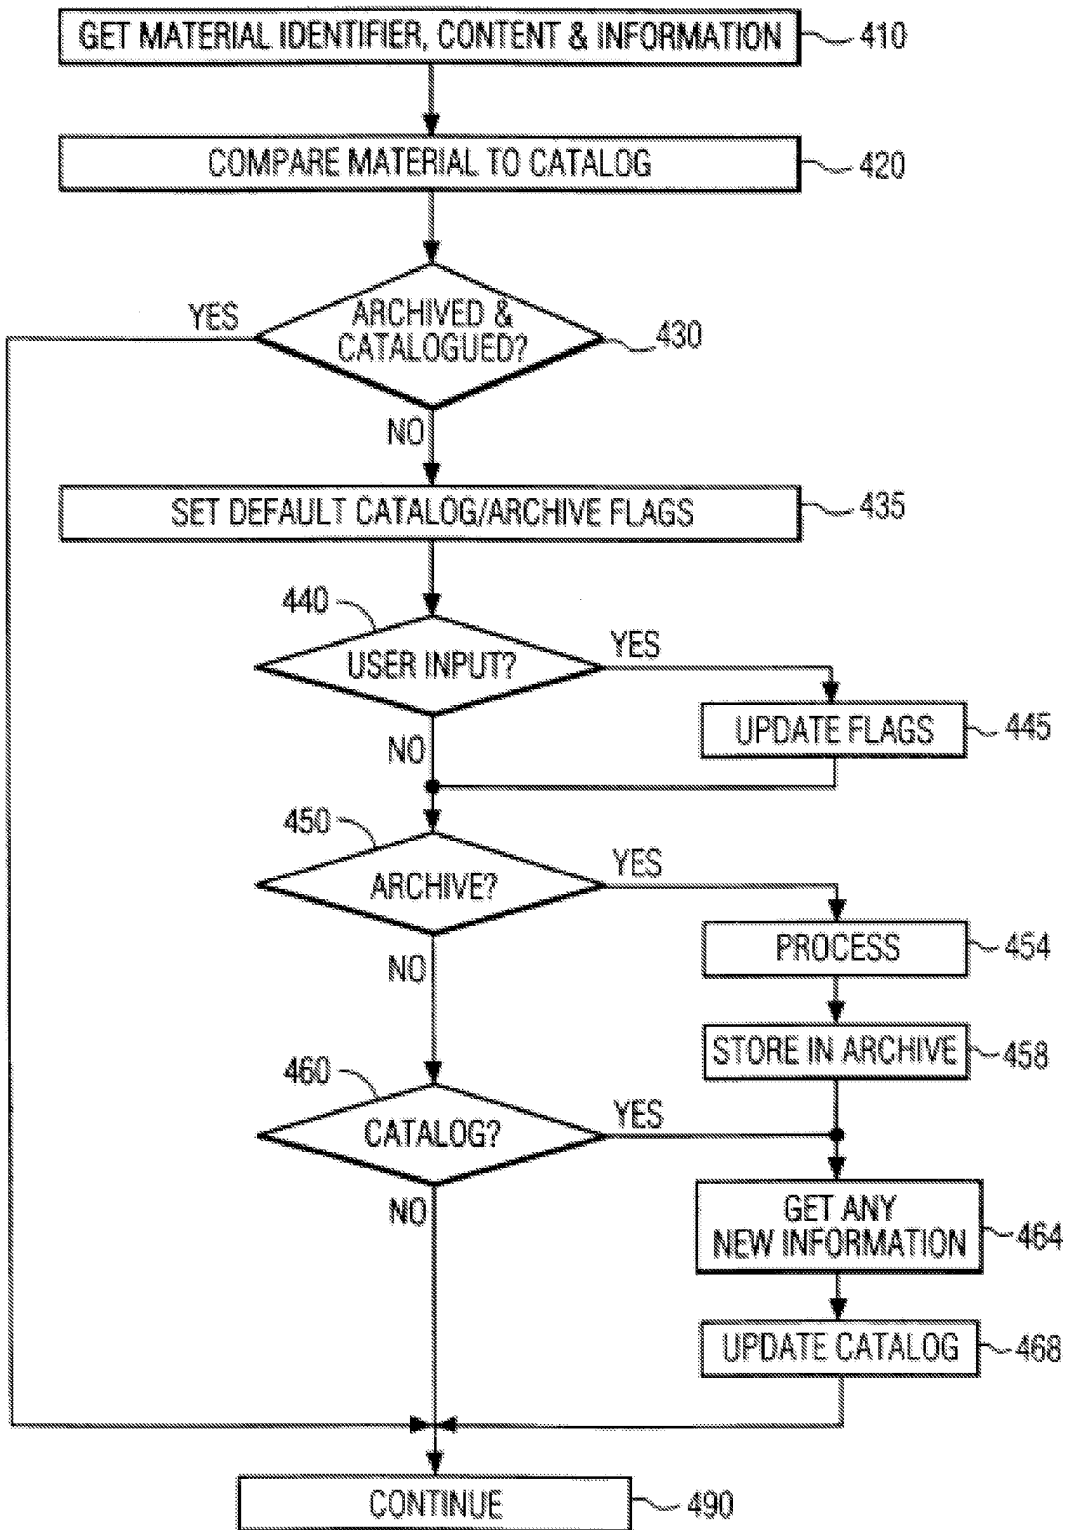 GET MATERIAL IDENTIFIER, CONTENT & INFORMATION
410
COMPARE MATERIAL TO CATALOG
420
YES
ARCHIVED &
CATALOGUED?
430
NO
SET DEFAULT CATALOG/ARCHIVE FLAGS
435
440
USER INPUT?
YES
UPDATE FLAGS
445
NO
450
ARCHIVE?
YES
PROCESS
454
NO
STORE IN ARCHIVE
458
460
CATALOG?
YES
NO
GET ANY
NEW INFORMATION
464
UPDATE CATALOG
468
CONTINUE
490